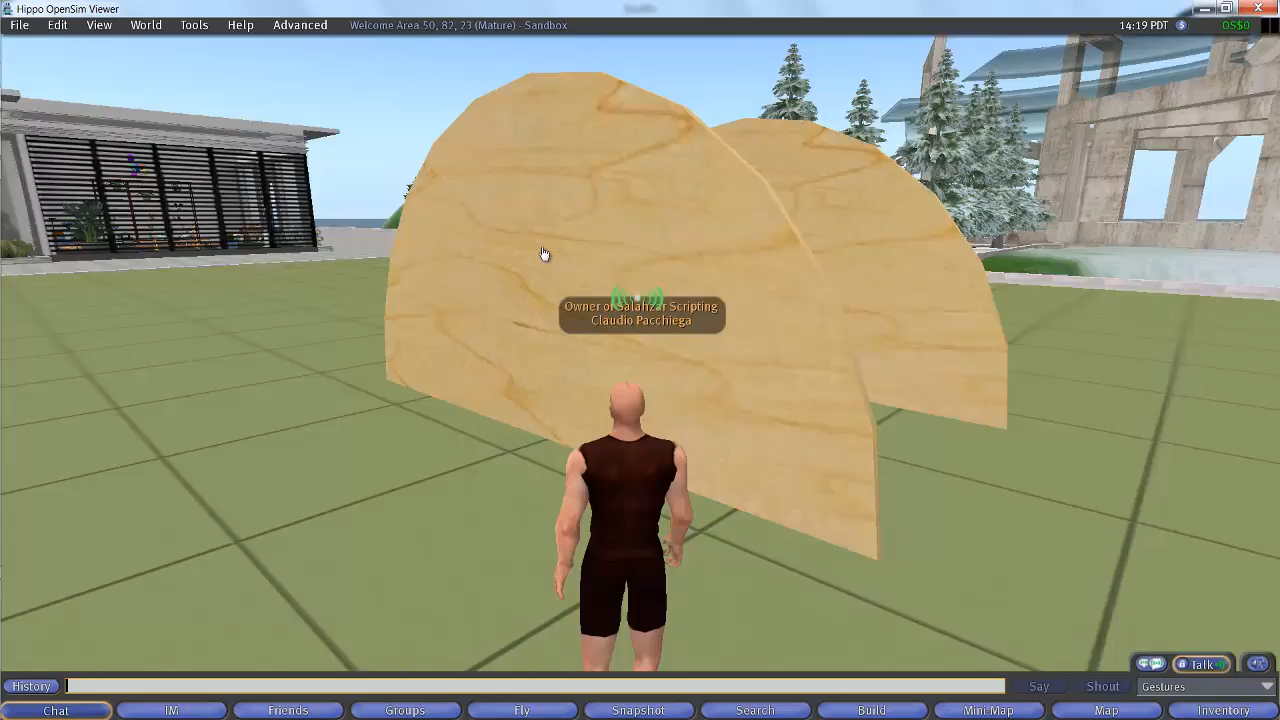 Hippo OpenSim Viewer
File Edit View World Tools Help Advanced Welcome Area 50, 82, 23 (Mature) - Sandbox 14:19 PDT $ OS$0
Owner of Salahzar Scripting
Claudio Pacchiega
Talk
History Say Shout Gestures
Chat IM Friends Groups Fly Snapshot Search Build Mini-Map Map Inventory